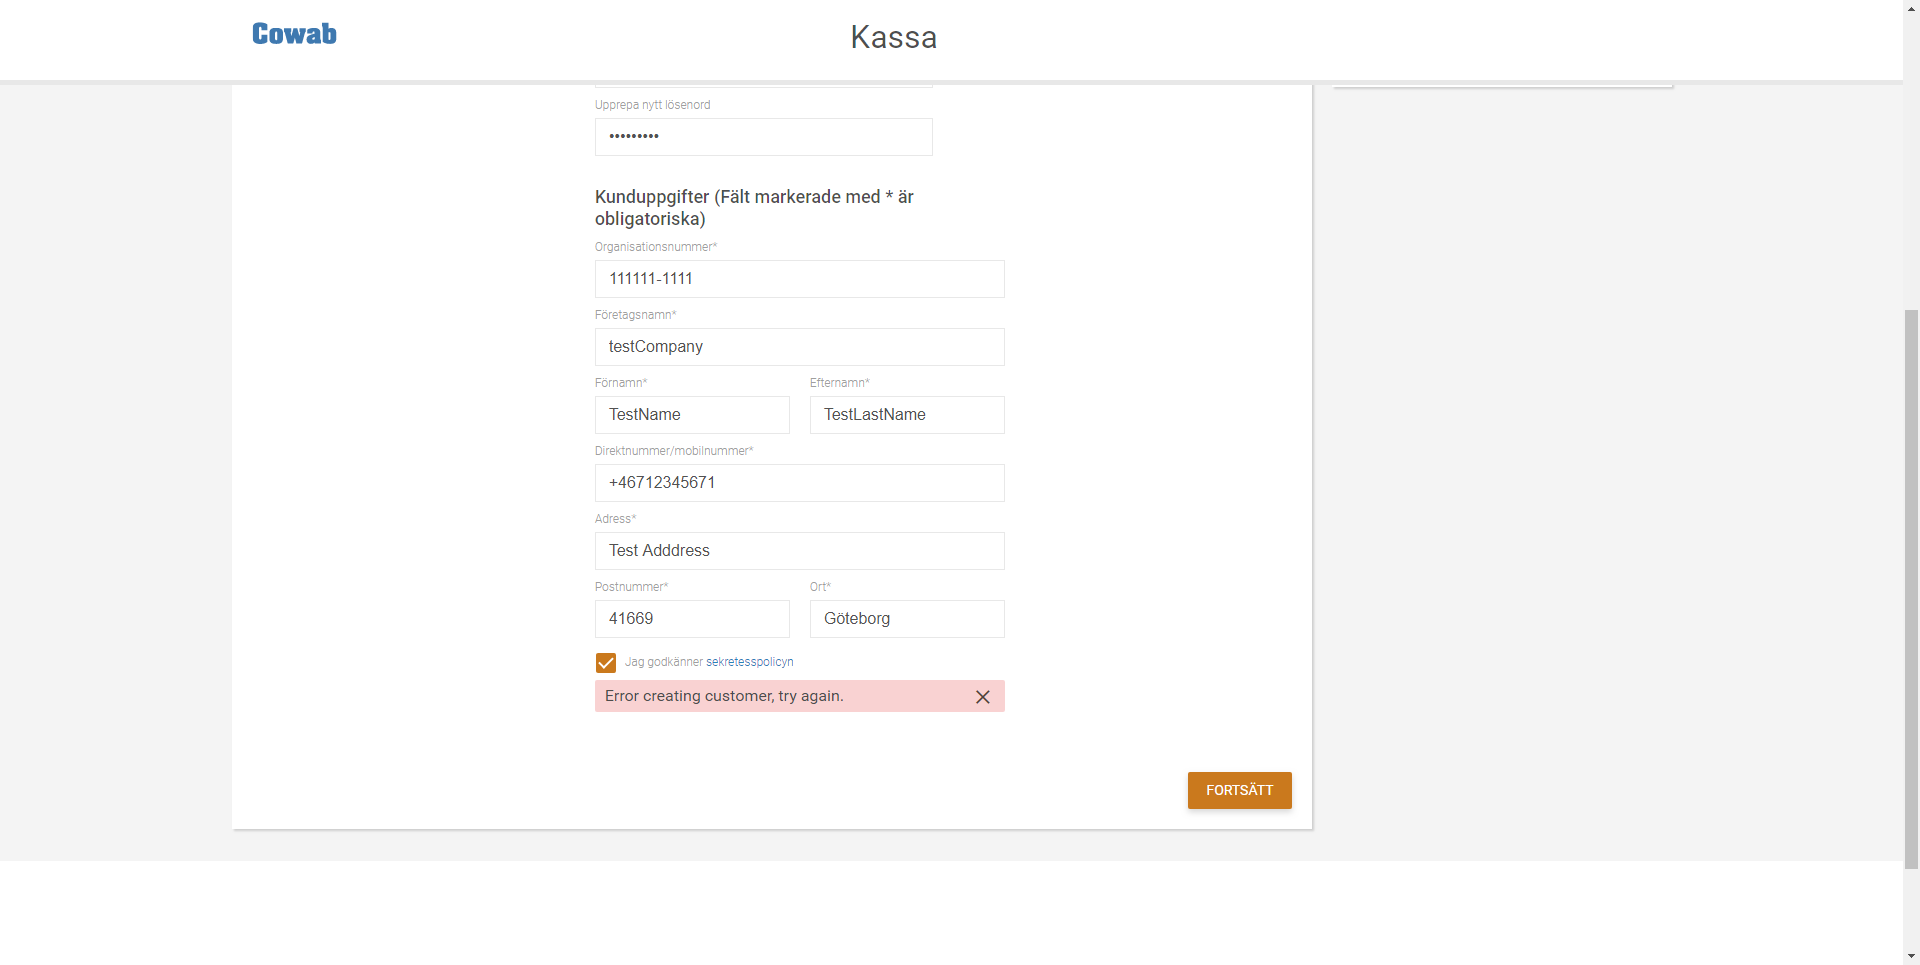 Cowab
Kassa
Upprepa nytt lösenord
•••••••••
Kunduppgifter (Fält markerade med * är
obligatoriska)
Organisationsnummer*
111111-1111
Företagsnamn*
testCompany
Förnamn* Efternamn*
TestName TestLastName
Direktnummer/mobilnummer*
+46712345671
Adress*
Test Adddress
Postnummer* Ort*
41669 Göteborg
Jag godkänner sekretesspolicyn
Error creating customer, try again.
FORTSÄTT